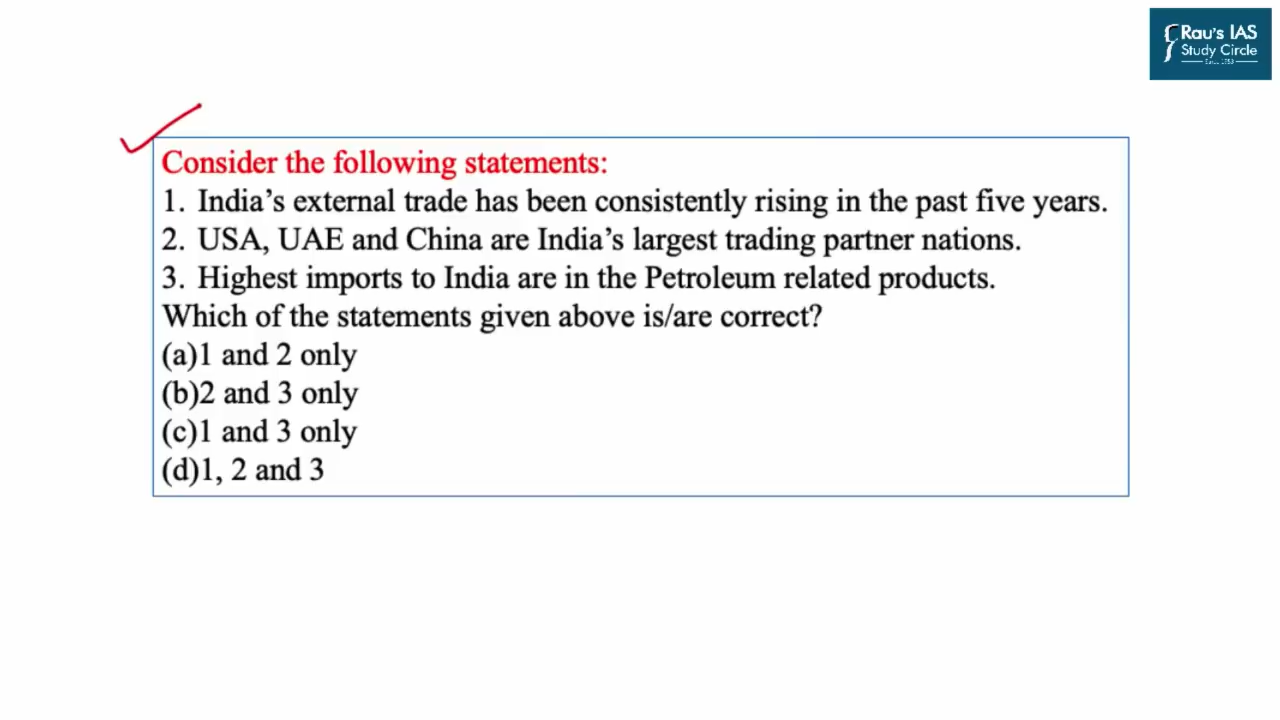 Rau's IAS
Study Circle
Consider the following statements:
1. India's external trade has been consistently rising in the past five years.
2. USA, UAE and China are India's largest trading partner nations.
3. Highest imports to India are in the Petroleum related products.
Which of the statements given above is/are correct?
(a)1 and 2 only
(b)2 and 3 only
(c)1 and 3 only
(d)1, 2 and 3